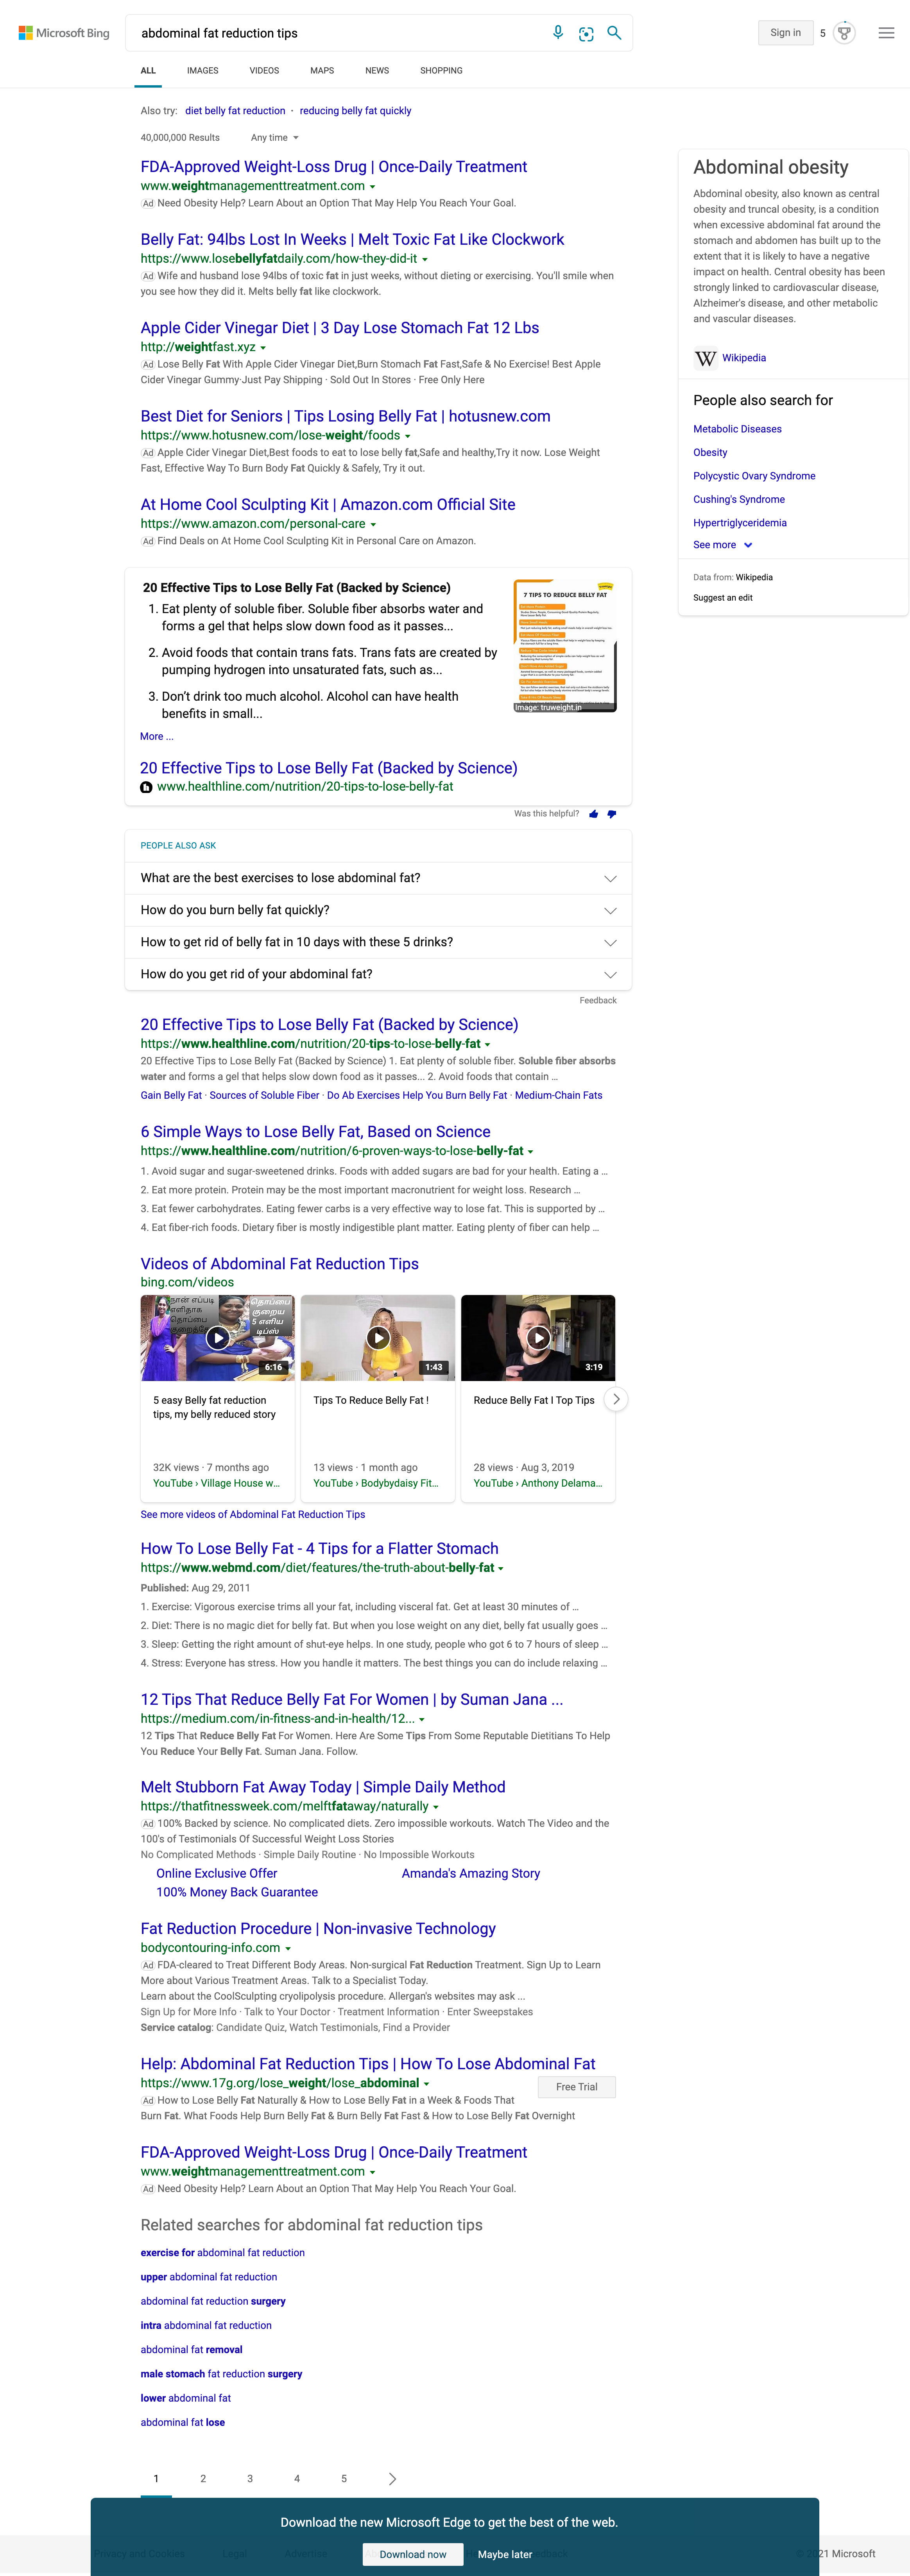 Microsoft Bing
abdominal fat reduction tips
Sign in
5
ALL
IMAGES
VIDEOS
MAPS
NEWS
SHOPPING
Also try: diet belly fat reduction · reducing belly fat quickly
40,000,000 Results
Any time
FDA-Approved Weight-Loss Drug | Once-Daily Treatment
www.weightmanagementtreatment.com
Ad Need Obesity Help? Learn About an Option That May Help You Reach Your Goal.
Belly Fat: 94lbs Lost In Weeks | Melt Toxic Fat Like Clockwork
https://www.losebellyfatdaily.com/how-they-did-it
Ad Wife and husband lose 94lbs of toxic fat in just weeks, without dieting or exercising. You'll smile when
you see how they did it. Melts belly fat like clockwork.
Apple Cider Vinegar Diet | 3 Day Lose Stomach Fat 12 Lbs
http://weightfast.xyz
Ad Lose Belly Fat With Apple Cider Vinegar Diet,Burn Stomach Fat Fast,Safe & No Exercise! Best Apple
Cider Vinegar Gummy-Just Pay Shipping · Sold Out In Stores · Free Only Here
Best Diet for Seniors | Tips Losing Belly Fat | hotusnew.com
https://www.hotusnew.com/lose-weight/foods
Ad Apple Cider Vinegar Diet,Best foods to eat to lose belly fat,Safe and healthy,Try it now. Lose Weight
Fast, Effective Way To Burn Body Fat Quickly & Safely, Try it out.
At Home Cool Sculpting Kit | Amazon.com Official Site
https://www.amazon.com/personal-care
Ad Find Deals on At Home Cool Sculpting Kit in Personal Care on Amazon.
20 Effective Tips to Lose Belly Fat (Backed by Science)
1. Eat plenty of soluble fiber. Soluble fiber absorbs water and
forms a gel that helps slow down food as it passes...
2. Avoid foods that contain trans fats. Trans fats are created by
pumping hydrogen into unsaturated fats, such as...
3. Don't drink too much alcohol. Alcohol can have health
benefits in small...
7 TIPS TO REDUCE BELLY FAT
Image: truweight.in
More ...
20 Effective Tips to Lose Belly Fat (Backed by Science)
www.healthline.com/nutrition/20-tips-to-lose-belly-fat
Was this helpful?
PEOPLE ALSO ASK
What are the best exercises to lose abdominal fat?
How do you burn belly fat quickly?
How to get rid of belly fat in 10 days with these 5 drinks?
How do you get rid of your abdominal fat?
Feedback
20 Effective Tips to Lose Belly Fat (Backed by Science)
https://www.healthline.com/nutrition/20-tips-to-lose-belly-fat
20 Effective Tips to Lose Belly Fat (Backed by Science) 1. Eat plenty of soluble fiber. Soluble fiber absorbs
water and forms a gel that helps slow down food as it passes... 2. Avoid foods that contain …
Gain Belly Fat · Sources of Soluble Fiber · Do Ab Exercises Help You Burn Belly Fat · Medium-Chain Fats
6 Simple Ways to Lose Belly Fat, Based on Science
https://www.healthline.com/nutrition/6-proven-ways-to-lose-belly-fat
1. Avoid sugar and sugar-sweetened drinks. Foods with added sugars are bad for your health. Eating a …
2. Eat more protein. Protein may be the most important macronutrient for weight loss. Research …
3. Eat fewer carbohydrates. Eating fewer carbs is a very effective way to lose fat. This is supported by …
4. Eat fiber-rich foods. Dietary fiber is mostly indigestible plant matter. Eating plenty of fiber can help …
Videos of Abdominal Fat Reduction Tips
bing.com/videos
நான் எப்படி
எளிதாக
தொப்பை
தொப்பை
குறைய
5 எளிய
டிப்ஸ்
6:16
1:43
3:19
5 easy Belly fat reduction
tips, my belly reduced story
32K views · 7 months ago
YouTube › Village House w...
Tips To Reduce Belly Fat !
13 views · 1 month ago
YouTube › Bodybydaisy Fit...
Reduce Belly Fat I Top Tips
28 views · Aug 3, 2019
YouTube › Anthony Delama...
See more videos of Abdominal Fat Reduction Tips
How To Lose Belly Fat - 4 Tips for a Flatter Stomach
https://www.webmd.com/diet/features/the-truth-about-belly-fat
Published: Aug 29, 2011
1. Exercise: Vigorous exercise trims all your fat, including visceral fat. Get at least 30 minutes of …
2. Diet: There is no magic diet for belly fat. But when you lose weight on any diet, belly fat usually goes …
3. Sleep: Getting the right amount of shut-eye helps. In one study, people who got 6 to 7 hours of sleep …
4. Stress: Everyone has stress. How you handle it matters. The best things you can do include relaxing …
12 Tips That Reduce Belly Fat For Women | by Suman Jana ...
https://medium.com/in-fitness-and-in-health/12...
12 Tips That Reduce Belly Fat For Women. Here Are Some Tips From Some Reputable Dietitians To Help
You Reduce Your Belly Fat. Suman Jana. Follow.
Melt Stubborn Fat Away Today | Simple Daily Method
https://thatfitnessweek.com/melftfataway/naturally
Ad 100% Backed by science. No complicated diets. Zero impossible workouts. Watch The Video and the
100's of Testimonials Of Successful Weight Loss Stories
No Complicated Methods · Simple Daily Routine · No Impossible Workouts
Online Exclusive Offer
Amanda's Amazing Story
100% Money Back Guarantee
Fat Reduction Procedure | Non-invasive Technology
bodycontouring-info.com
Ad FDA-cleared to Treat Different Body Areas. Non-surgical Fat Reduction Treatment. Sign Up to Learn
More about Various Treatment Areas. Talk to a Specialist Today.
Learn about the CoolSculpting cryolipolysis procedure. Allergan's websites may ask ...
Sign Up for More Info · Talk to Your Doctor · Treatment Information · Enter Sweepstakes
Service catalog: Candidate Quiz, Watch Testimonials, Find a Provider
Help: Abdominal Fat Reduction Tips | How To Lose Abdominal Fat
https://www.17g.org/lose_weight/lose_abdominal
Free Trial
Ad How to Lose Belly Fat Naturally & How to Lose Belly Fat in a Week & Foods That
Burn Fat. What Foods Help Burn Belly Fat & Burn Belly Fat Fast & How to Lose Belly Fat Overnight
FDA-Approved Weight-Loss Drug | Once-Daily Treatment
www.weightmanagementtreatment.com
Ad Need Obesity Help? Learn About an Option That May Help You Reach Your Goal.
Related searches for abdominal fat reduction tips
exercise for abdominal fat reduction
upper abdominal fat reduction
abdominal fat reduction surgery
intra abdominal fat reduction
abdominal fat removal
male stomach fat reduction surgery
lower abdominal fat
abdominal fat lose
1
2
3
4
5
Abdominal obesity
Abdominal obesity, also known as central
obesity and truncal obesity, is a condition
when excessive abdominal fat around the
stomach and abdomen has built up to the
extent that it is likely to have a negative
impact on health. Central obesity has been
strongly linked to cardiovascular disease,
Alzheimer's disease, and other metabolic
and vascular diseases.
Wikipedia
People also search for
Metabolic Diseases
Obesity
Polycystic Ovary Syndrome
Cushing's Syndrome
Hypertriglyceridemia
See more
Data from: Wikipedia
Suggest an edit
Download the new Microsoft Edge to get the best of the web.
Download now
Maybe later
Privacy and Cookies
Legal
Advertise
21 Microsoft